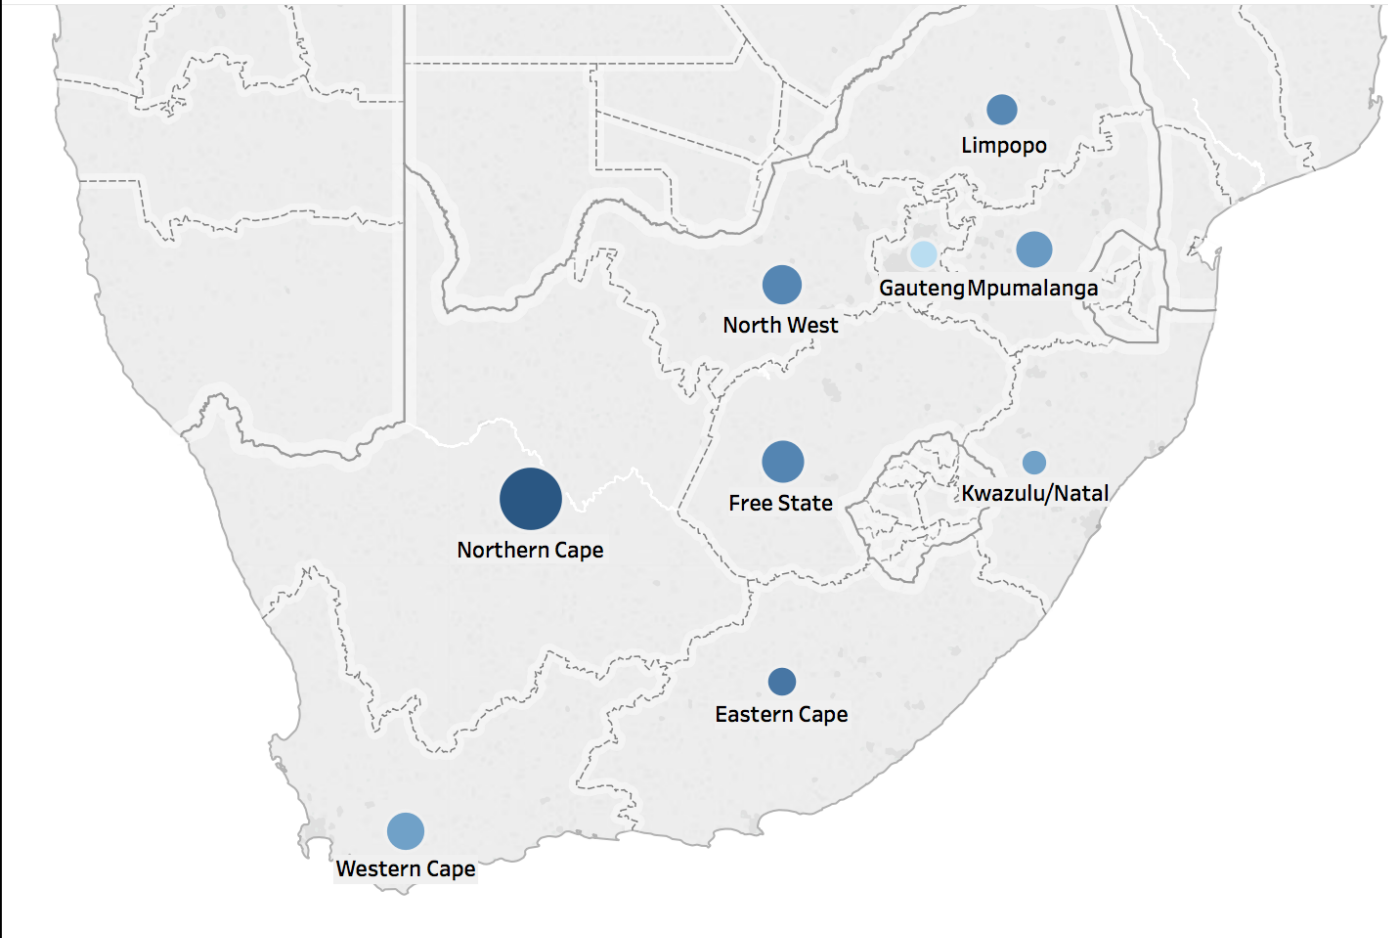 Limpopo
Gauteng Mpumalanga
North West
Kwazulu/Natal
Free State
Northern Cape
Eastern Cape
Western Cape